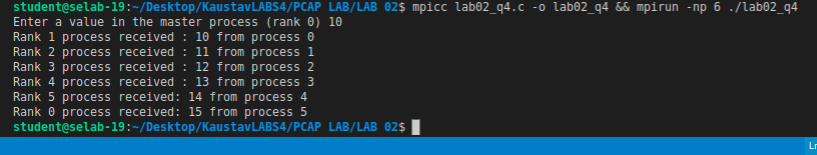 student@selab-19:~/Desktop/KaustavLABS4/PCAP LAB/LAB 02$ mpicc lab02_q4.c -o lab02_q4 && mpirun -np 6 ./lab02_q4
Enter a value in the master process (rank 0) 10
Rank 1 process received : 10 from process 0
Rank 2 process received : 11 from process 1
Rank 3 process received : 12 from process 2
Rank 4 process received : 13 from process 3
Rank 5 process received: 14 from process 4
Rank 0 process received: 15 from process 5
student@selab-19:~/Desktop/KaustavLABS4/PCAP LAB/LAB 02$
Ln